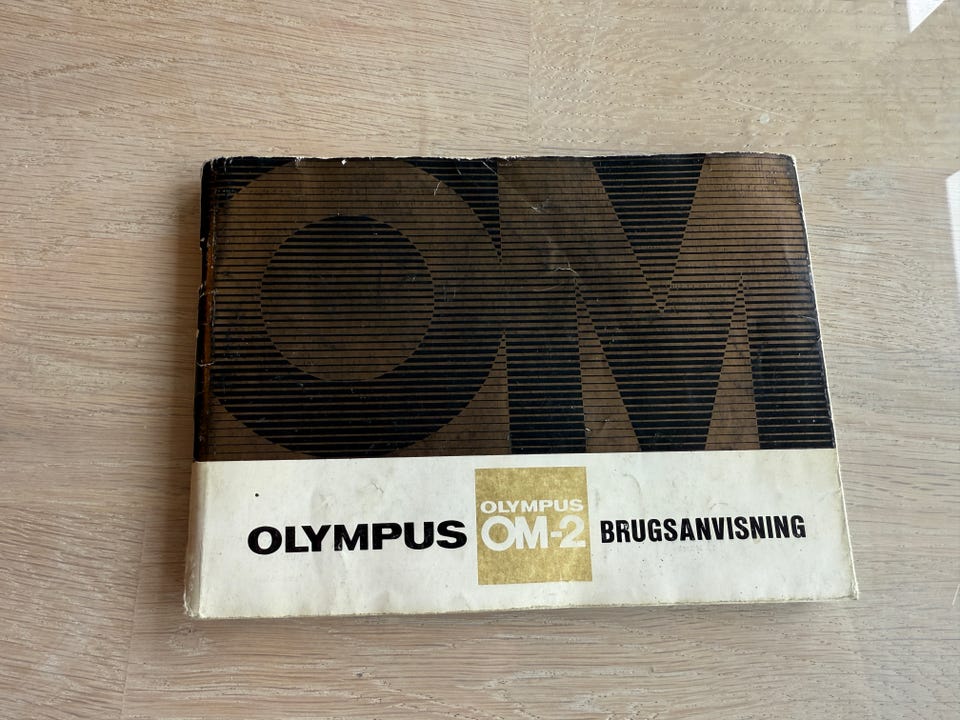 OM
OLYMPUS
OLYMPUS
OM-2
BRUGSANVISNING